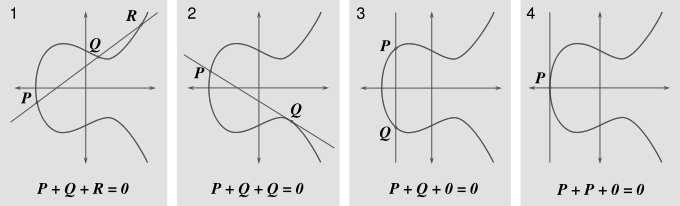 1
R
Q
P
P + Q + R = 0
2
P
Q
P + Q + Q = 0
3
P
Q
P + Q + 0 = 0
4
P
P + P + 0 = 0